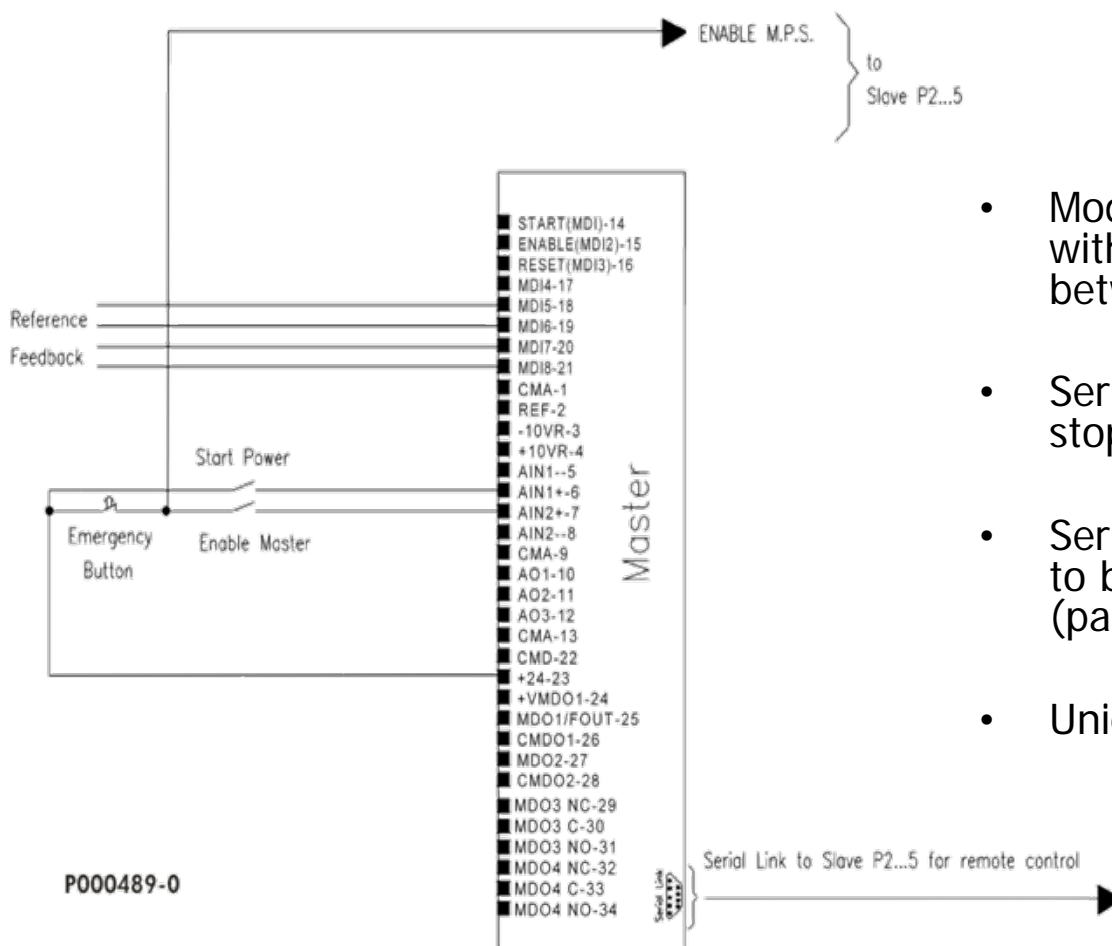 ENABLE M.P.S.
to
Slave P2...5
START(MDI)-14
ENABLE(MDI2)-15
RESET(MDI3)-16
MDI4-17
MDI5-18
MDI6-19
MDI7-20
MDI8-21
CMA-1
REF-2
-10VR-3
+10VR-4
AIN1--5
AIN1+-6
AIN2+-7
AIN2--8
CMA-9
AO1-10
AO2-11
AO3-12
CMA-13
CMD-22
+24-23
+VMDO1-24
MDO1/FOUT-25
CMDO1-26
MDO2-27
CMDO2-28
MDO3 NC-29
MDO3 C-30
MDO3 NO-31
MDO4 NC-32
MDO4 C-33
MDO4 NO-34
Master
Serial Link
Reference
Feedback
Start Power
Emergency
Button
Enable Master
P000489-0
Serial Link to Slave P2...5 for remote control
• 
•
to b
•